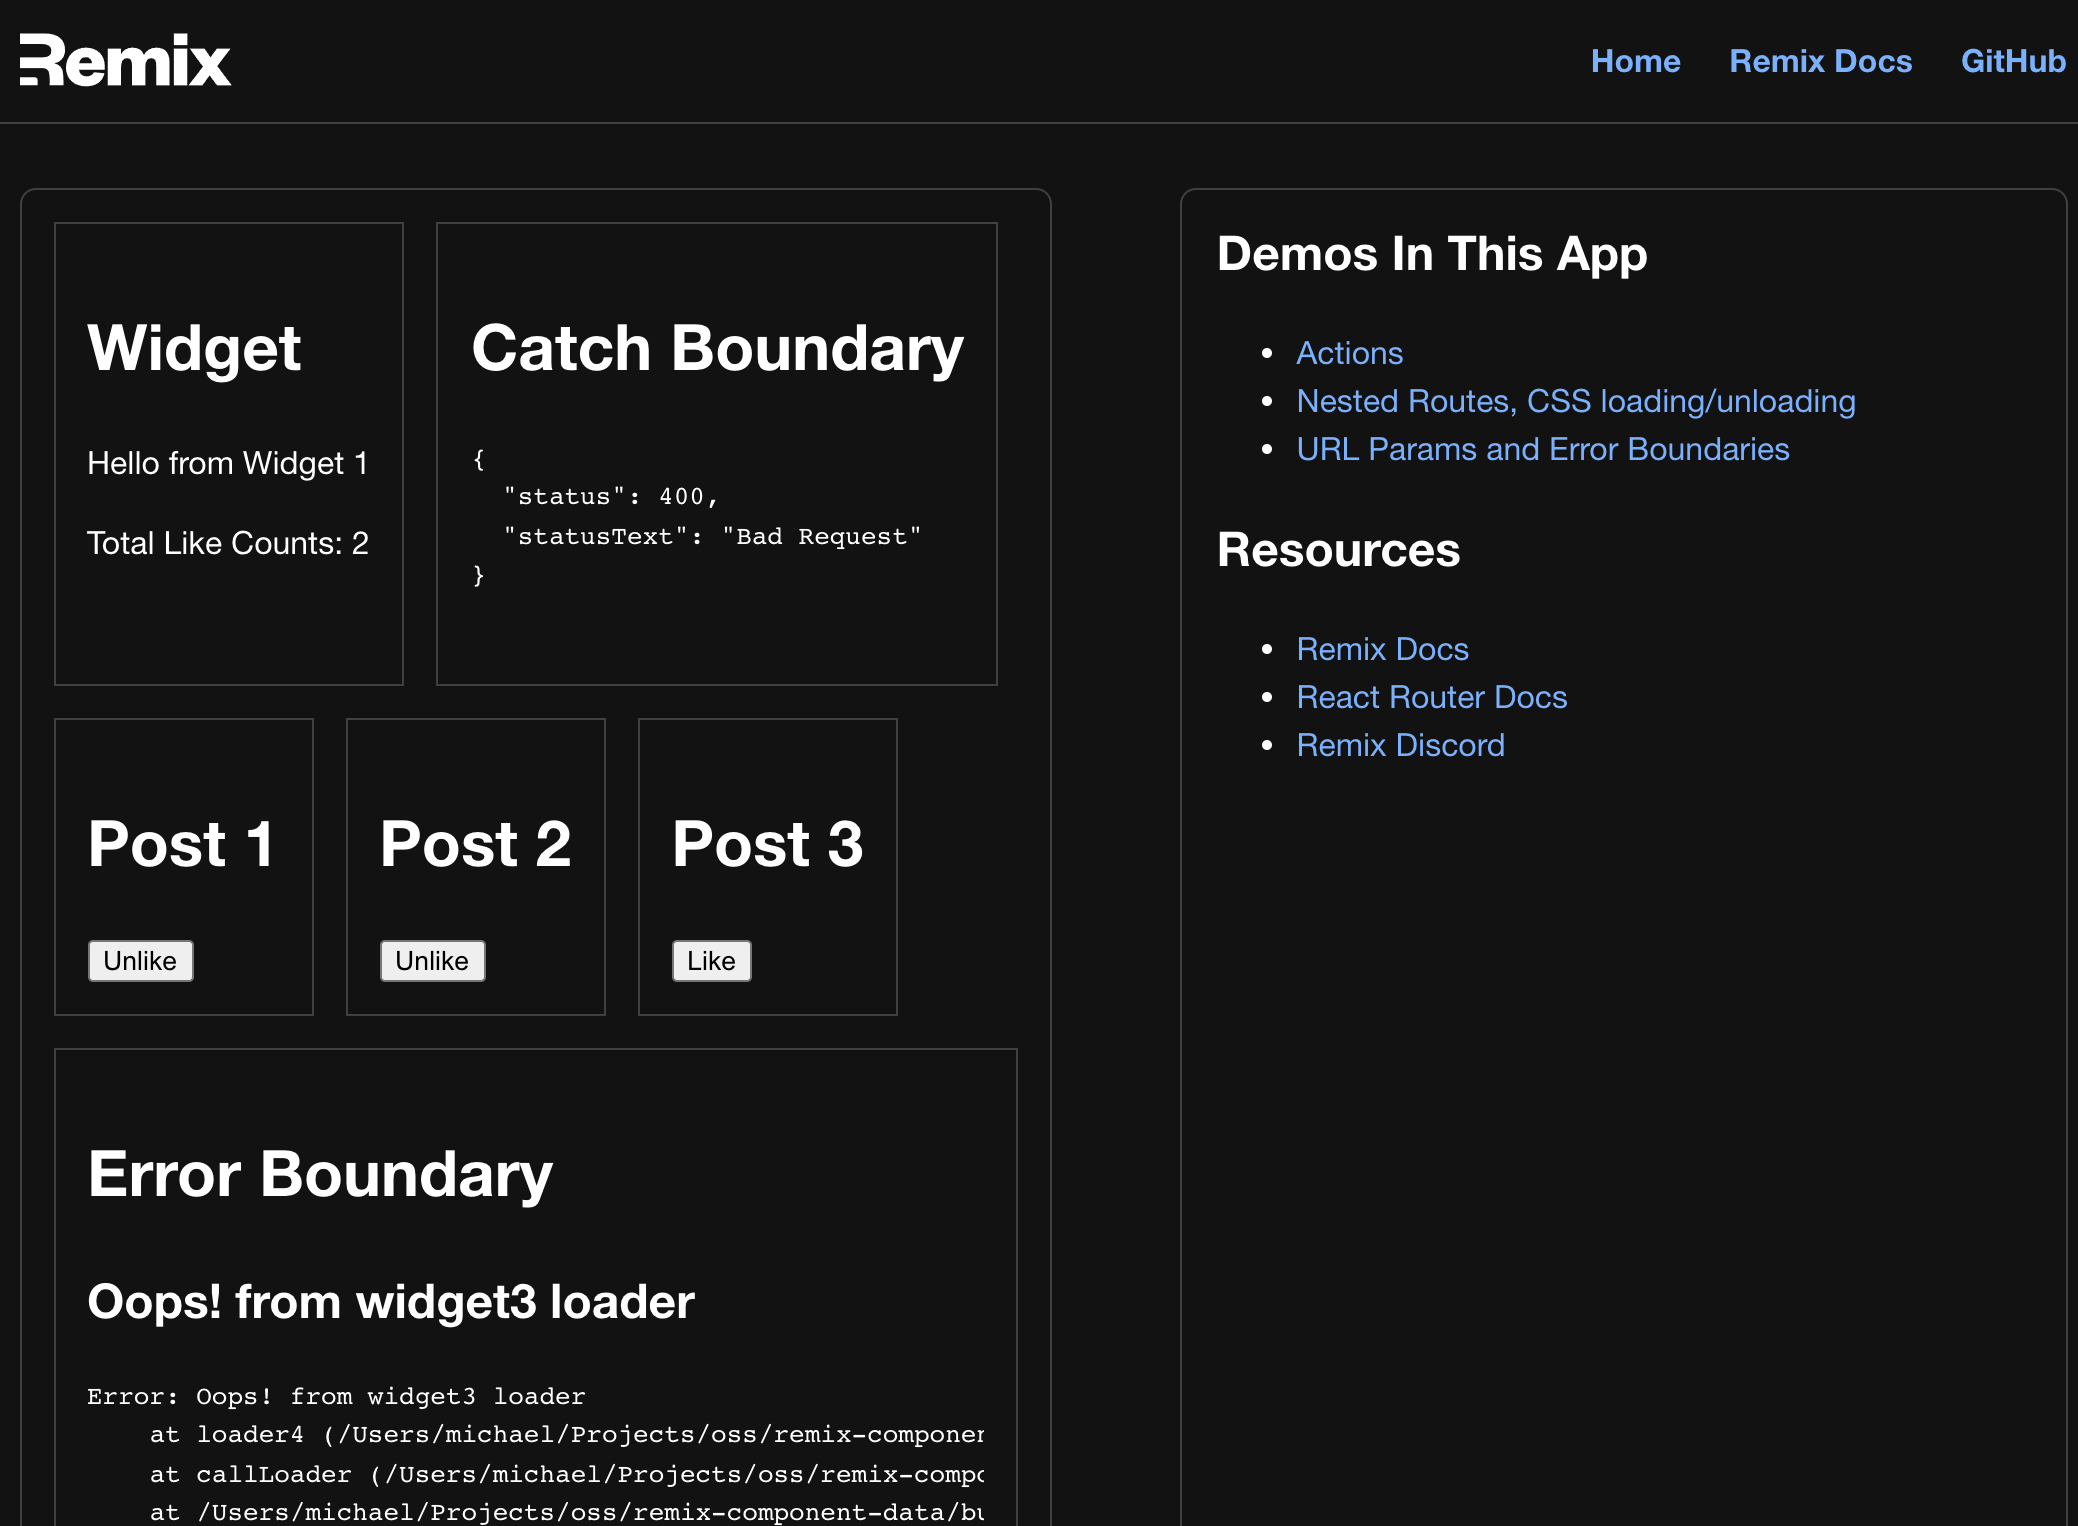 Remix
Home Remix Docs GitHub
Widget
Hello from Widget 1
Total Like Counts: 2
Catch Boundary
{
  "status": 400,
  "statusText": "Bad Request"
}
Post 1
Unlike
Post 2
Unlike
Post 3
Like
Error Boundary
Oops! from widget3 loader
Error: Oops! from widget3 loader
    at loader4 (/Users/michael/Projects/oss/remix-componen
    at callLoader (/Users/michael/Projects/oss/remix-compo
    at /Users/michael/Projects/oss/remix-component-data/bu
Demos In This App
• Actions
• Nested Routes, CSS loading/unloading
• URL Params and Error Boundaries
Resources
• Remix Docs
• React Router Docs
• Remix Discord